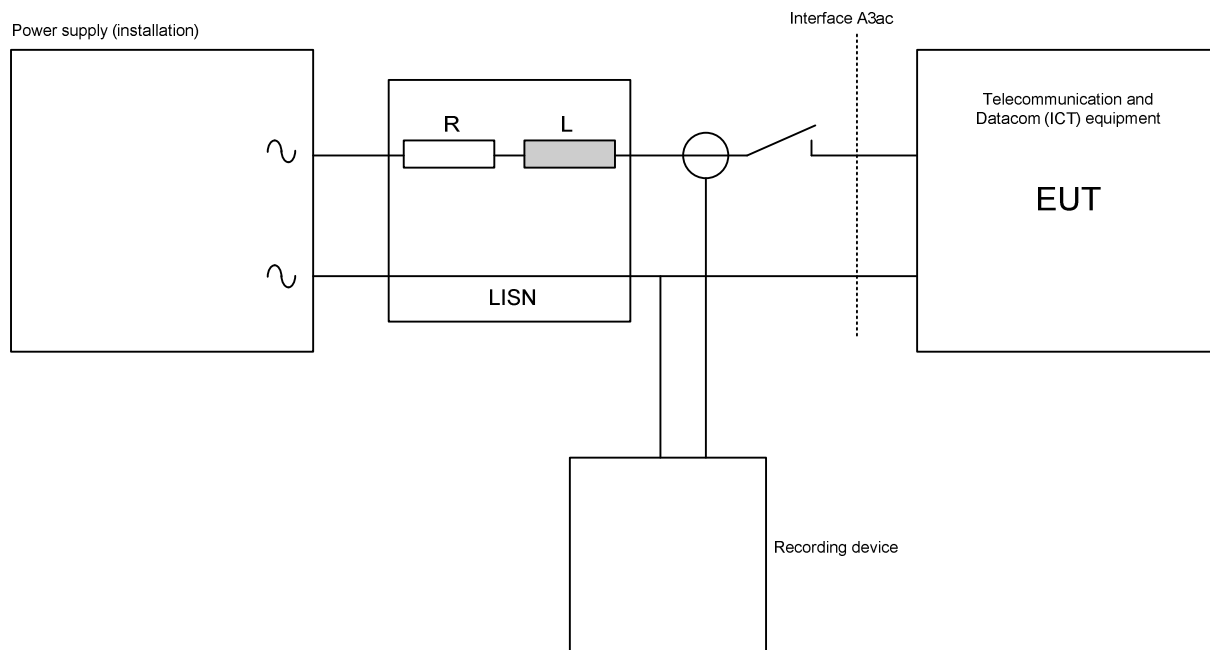 Interface A3ac
Power supply (installation)
Telecommunication and
Datacom (ICT) equipment
R
L
EUT
LISN
Recording device